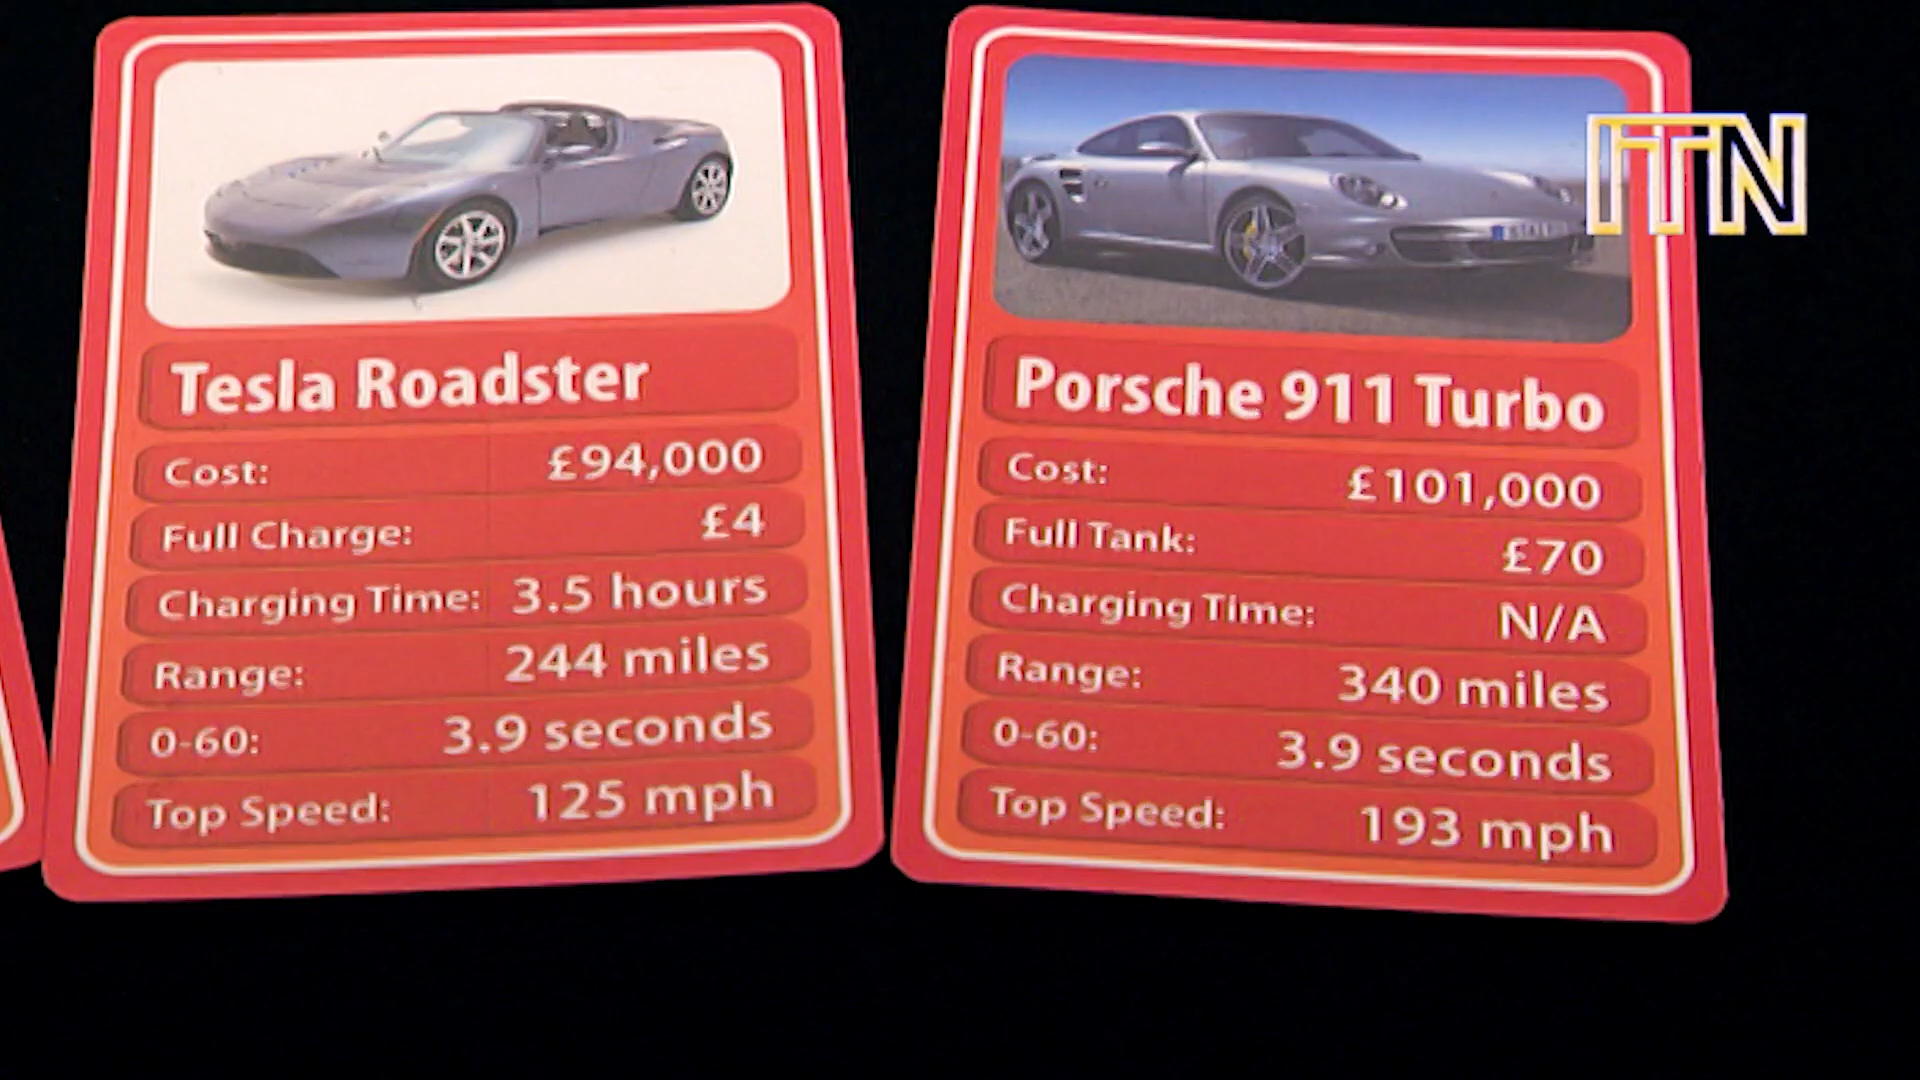 Tesla Roadster
Cost: £94,000
Full Charge: £4
Charging Time: 3.5 hours
Range: 244 miles
0-60: 3.9 seconds
Top Speed: 125 mph
Porsche 911 Turbo
Cost: £101,000
Full Tank: £70
Charging Time: N/A
Range: 340 miles
0-60: 3.9 seconds
Top Speed: 193 mph
ITN